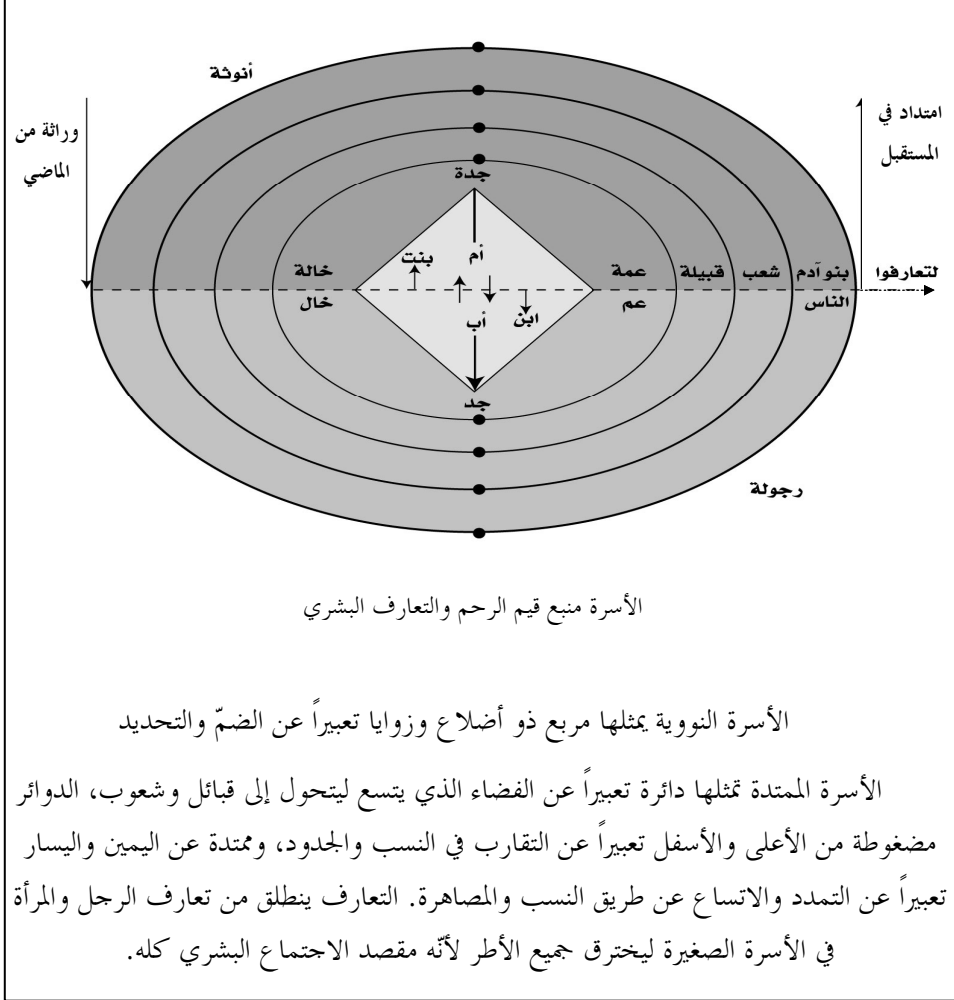 أنوثة
امتداد في
المستقبل
وراثة من
الماضي
جدة
أم
بنت
خالة
عمة
قبيلة
شعب
بنو آدم
لتعارفوا
خال
أب
ابن
عم
الناس
جد
رجولة
الأسرة منبع قيم الرحم والتعارف البشري
الأسرة النووية يمثلها مربع ذو أضلاع وزوايا تعبيراً عن الضمّ والتحديد
الأسرة الممتدة تمثلها دائرة تعبيراً عن الفضاء الذي يتسع ليتحول إلى قبائل وشعوب، الدوائر
مضغوطة من الأعلى والأسفل تعبيراً عن التقارب في النسب والجدود، وممتدة عن اليمين واليسار
تعبيراً عن التمدد والاتساع عن طريق النسب والمصاهرة. التعارف ينطلق من تعارف الرجل والمرأة
في الأسرة الصغيرة ليخترق جميع الأطر لأنّه مقصد الاجتماع البشري كله.